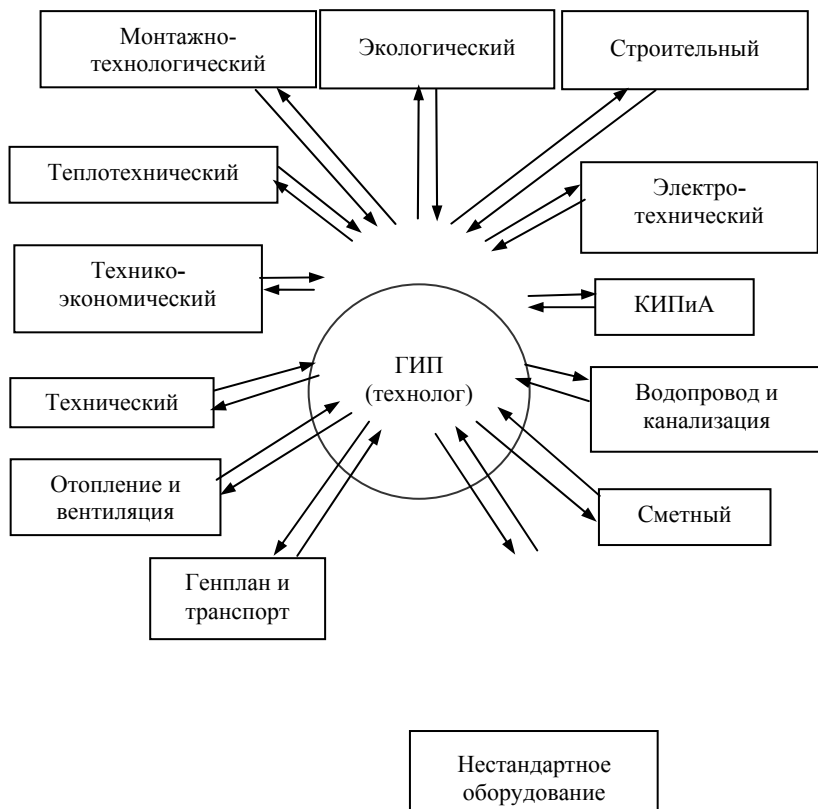 Монтажно-
технологический
Экологический
Строительный
Теплотехнический
Электро-
технический
Технико-
экономический
КИПиА
ГИП
(технолог)
Технический
Водопровод и
канализация
Отопление и
вентиляция
Сметный
Генплан и
транспорт
Нестандартное
оборудование